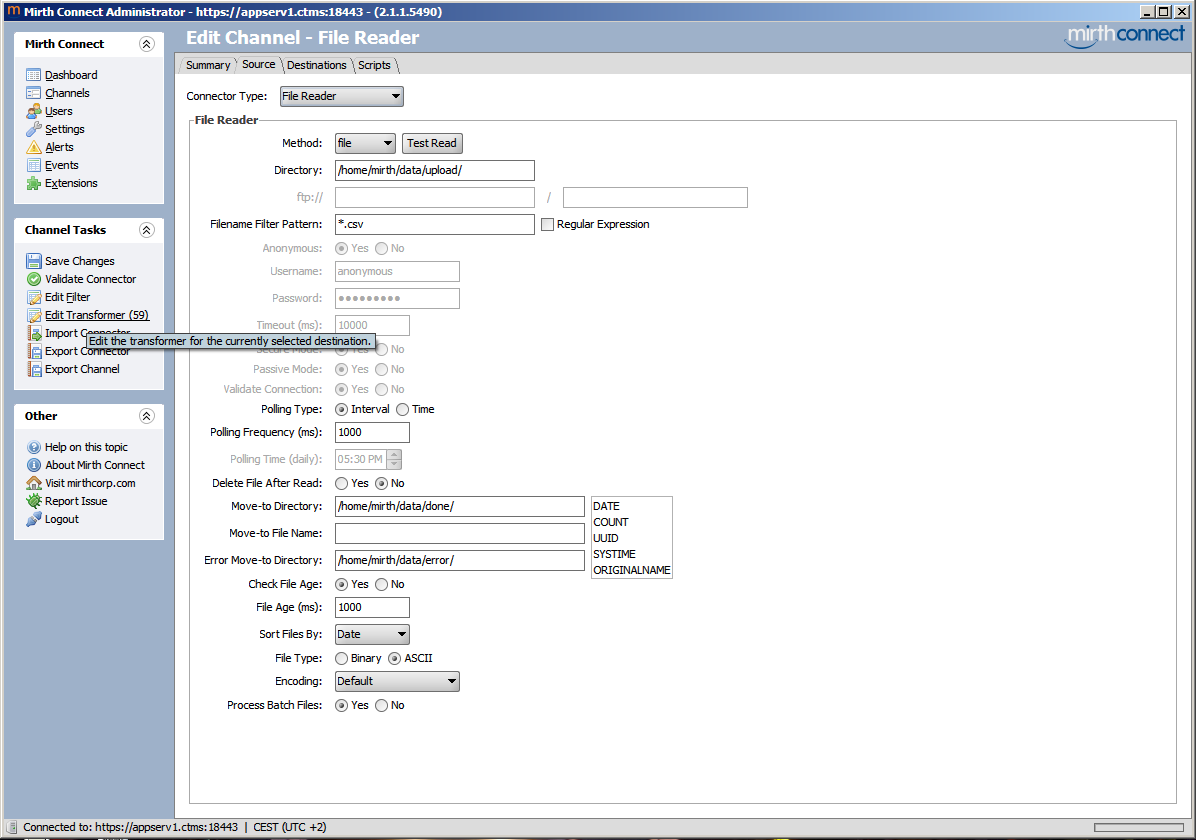 Mirth Connect Administrator - https://appserv1.ctms:18443 - (2.1.1.5490)
Mirth Connect
Dashboard
Channels
Users
Settings
Alerts
Events
Extensions
Channel Tasks
Save Changes
Validate Connector
Edit Filter
Edit Transformer (59)
Import Connector
Edit the transformer for the currently selected destination.
Export Connector
Export Channel
Other
Help on this topic
About Mirth Connect
Visit mirthcorp.com
Report Issue
Logout
Edit Channel - File Reader
mirthconnect
Summary Source Destinations Scripts
Connector Type: File Reader
File Reader
Method: file Test Read
Directory: /home/mirth/data/upload/
ftp:// /
Filename Filter Pattern: *.csv Regular Expression
Anonymous: Yes No
Username: anonymous
Password: •••••••••
Timeout (ms): 10000
Secure Mode: Yes No
Passive Mode: Yes No
Validate Connection: Yes No
Polling Type: Interval Time
Polling Frequency (ms): 1000
Polling Time (daily): 05:30 PM
Delete File After Read: Yes No
Move-to Directory: /home/mirth/data/done/
Move-to File Name:
Error Move-to Directory: /home/mirth/data/error/
DATE
COUNT
UUID
SYSTIME
ORIGINALNAME
Check File Age: Yes No
File Age (ms): 1000
Sort Files By: Date
File Type: Binary ASCII
Encoding: Default
Process Batch Files: Yes No
Connected to: https://appserv1.ctms:18443 | CEST (UTC +2)